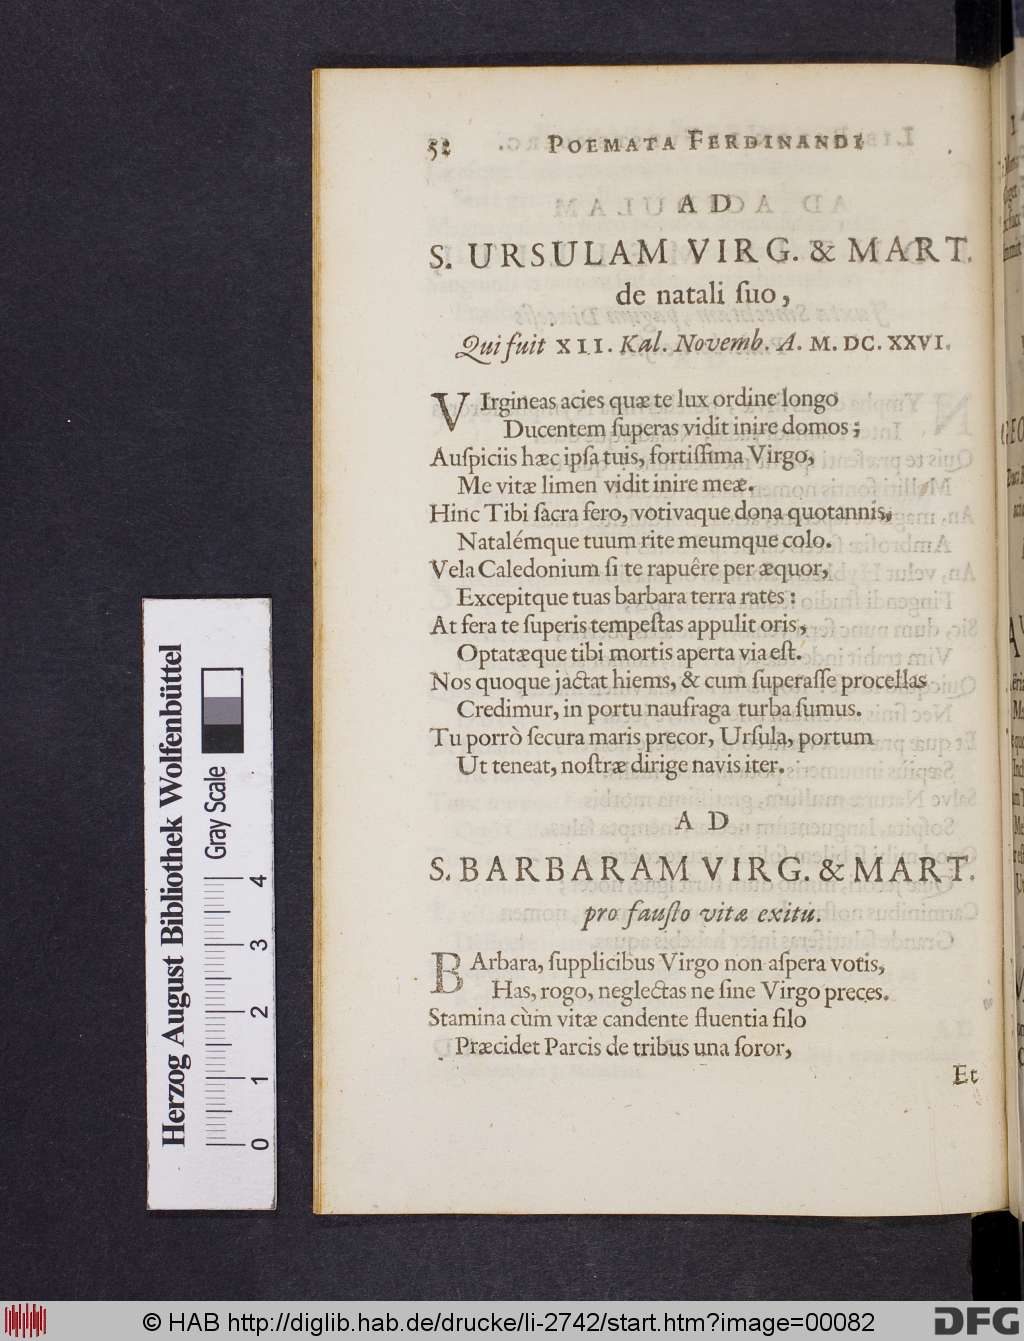 52 POEMATA FERDINANDI
AD
S. URSULAM VIRG. & MART.
de natali ſuo,
Qui fuit XII. Kal. Novemb. A. M. DC. XXVI.
VIrgineas acies quæ te lux ordine longo
Ducentem ſuperas vidit inire domos;
Auſpiciis hæc ipſa tuis, fortiſſima Virgo,
Me vitæ limen vidit inire meæ.
Hinc Tibi ſacra fero, votivaque dona quotannis,
Natalémque tuum rite meumque colo.
Vela Caledonium ſi te rapuêre per æquor,
Excepitque tuas barbara terra rates:
At fera te ſuperis tempeſtas appulit oris,
Optatæque tibi mortis aperta via eſt.
Nos quoque jactat hiems, & cum ſuperaſſe procellas
Credimur, in portu naufraga turba ſumus.
Tu porrò ſecura maris precor, Urſula, portum
Ut teneat, noſtræ dirige navis iter.
AD
S. BARBARAM VIRG. & MART.
pro fauſto vitæ exitu.
BArbara, ſupplicibus Virgo non aſpera votis,
Has, rogo, neglectas ne ſine Virgo preces.
Stamina cùm vitæ candente fluentia filo
Præcidet Parcis de tribus una ſoror,
Et
Herzog August Bibliothek Wolfenbüttel
Gray Scale
0 1 2 3 4
© HAB http://diglib.hab.de/drucke/li-2742/start.htm?image=00082
DFG